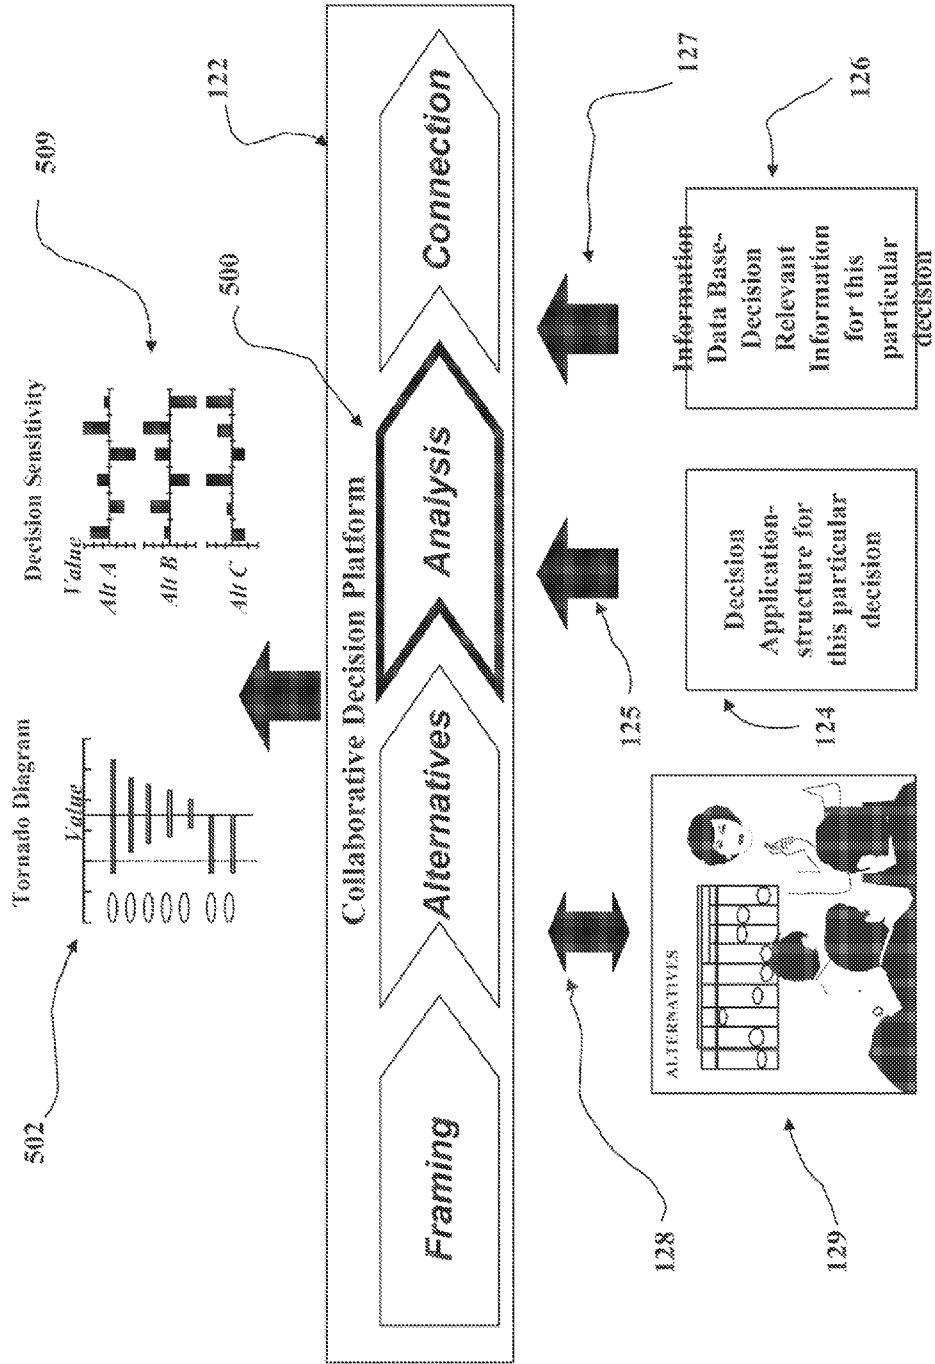 Tornado Diagram
Value
502
Decision Sensitivity
Value
Alt A
Alt B
Alt C
509
122
500
Collaborative Decision Platform
Framing
Alternatives
Analysis
Connection
128
125
127
ALTERNATIVES
129
Decision
Application-
structure for
this particular
decision
124
Information
Data Base-
Decision
Relevant
Information
for this
particular
decision
126